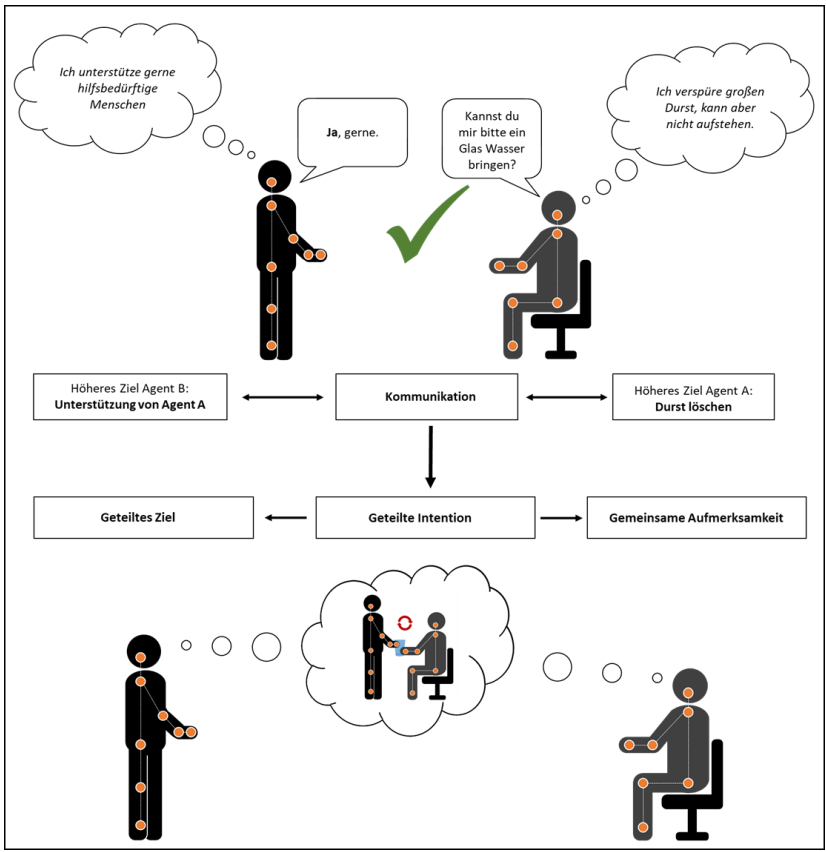 Ich unterstütze gerne
hilfsbedürftige
Menschen
Ja, gerne.
Kannst du
mir bitte ein
Glas Wasser
bringen?
Ich verspüre großen
Durst, kann aber
nicht aufstehen.
Höheres Ziel Agent B:
Unterstützung von Agent A
Kommunikation
Höheres Ziel Agent A:
Durst löschen
Geteiltes Ziel
Geteilte Intention
Gemeinsame Aufmerksamkeit